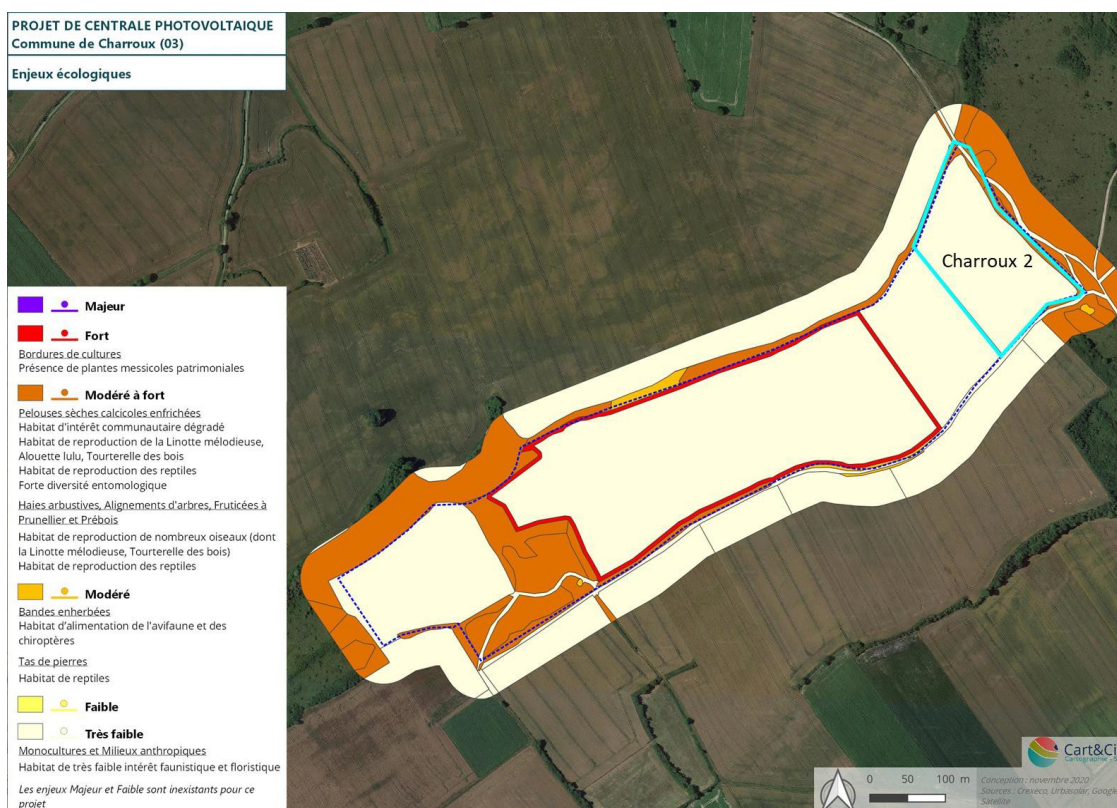 PROJET DE CENTRALE PHOTOVOLTAIQUE
Commune de Charroux (03)
Enjeux écologiques
Charroux 2
Majeur
Fort
Bordures de cultures
Présence de plantes messicoles patrimoniales
Modéré à fort
Pelouses sèches calcicoles enfrichées
Habitat d'intérêt communautaire dégradé
Habitat de reproduction de la Linotte mélodieuse,
Alouette lulu, Tourterelle des bois
Habitat de reproduction des reptiles
Forte diversité entomologique
Haies arbustives, Alignements d'arbres, Fruticées à
Prunellier et Prébois
Habitat de reproduction de nombreux oiseaux (dont
la Linotte mélodieuse, Tourterelle des bois)
Habitat de reproduction des reptiles
Modéré
Bandes enherbées
Habitat d'alimentation de l'avifaune et des
chiroptères
Tas de pierres
Habitat de reptiles
Faible
Très faible
Monocultures et Milieux anthropiques
Habitat de très faible intérêt faunistique et floristique
Les enjeux Majeur et Faible sont inexistants pour ce
projet
Cart&Ci
Cartographie - S
0 50 100 m
Conception : novembre 2020
Sources : Crexeco, Urbasolar, Google
Satellite